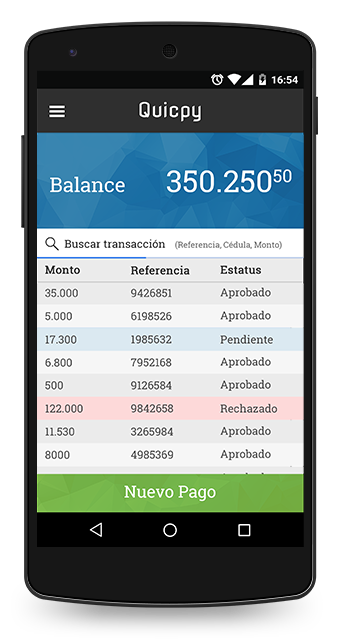 16:54
Quicpy
Balance 350.250⁵⁰
Buscar transacción (Referencia, Cédula, Monto)
Monto Referencia Estatus
35.000 9426851 Aprobado
5.000 6198526 Aprobado
17.300 1985632 Pendiente
6.800 7952168 Aprobado
500 9126584 Aprobado
122.000 9842658 Rechazado
11.530 3265984 Aprobado
8000 4985369 Aprobado
Nuevo Pago